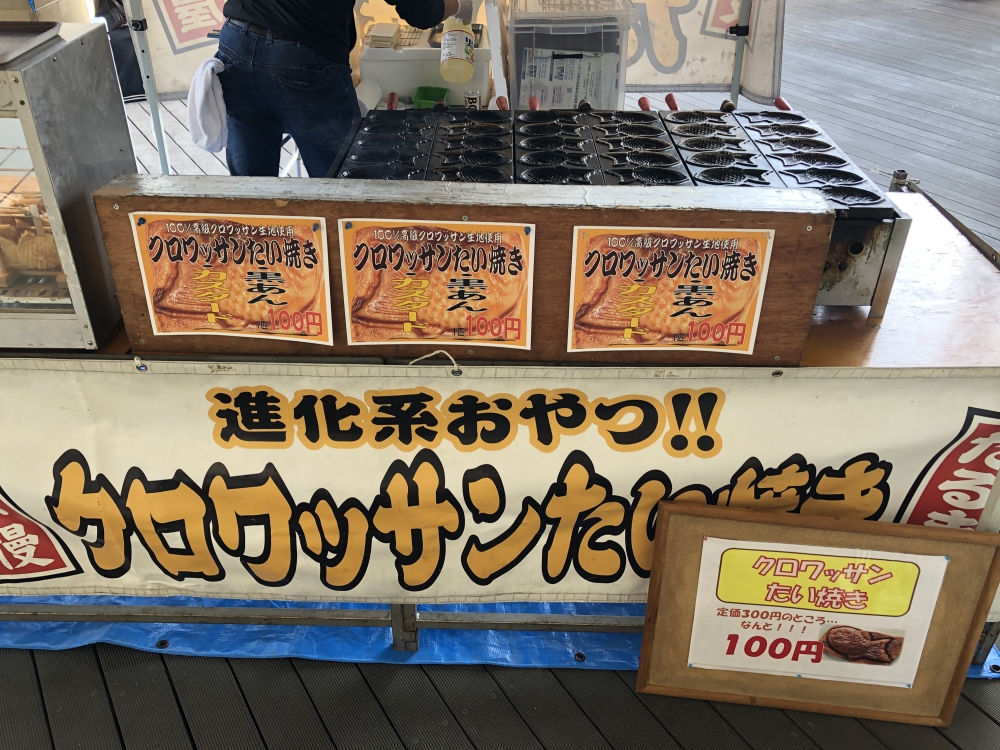 100%高級クロワッサン生地使用
クロワッサンたい焼き
黒あん
カスタード
1匹 100円
100%高級クロワッサン生地使用
クロワッサンたい焼き
黒あん
カスタード
1匹 100円
100%高級クロワッサン生地使用
クロワッサンたい焼き
黒あん
カスタード
1匹 100円
進化系おやつ!!
クロワッサンたい焼き
慢
たるま
クロワッサン
たい焼き
定価300円のところ…
なんと!!!
100円